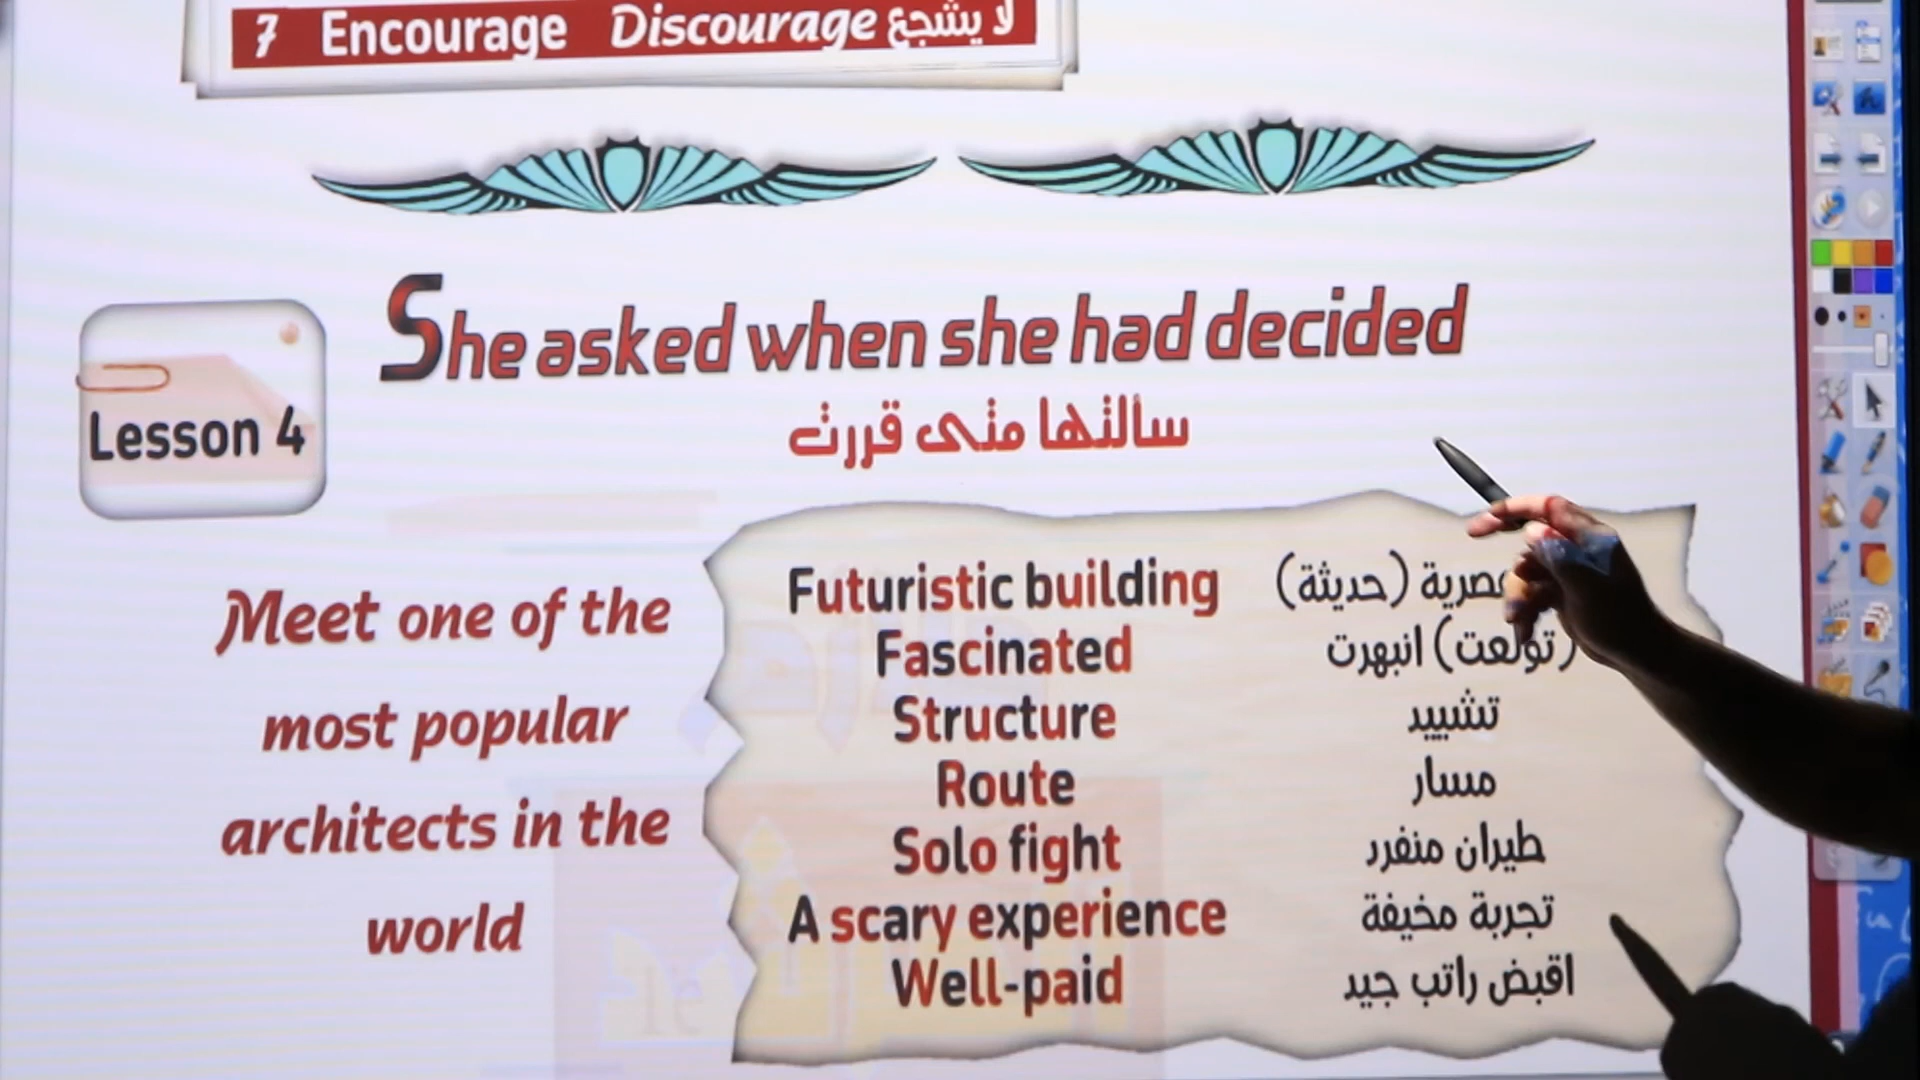 7 Encourage Discourage لا يشجع
She asked when she had decided
سألتها متى قررت
Lesson 4
Meet one of the
most popular
architects in the
world
Futuristic building (حديثة)
Fascinated (تولعت) انبهرت
Structure تشييد
Route مسار
Solo fight طيران منفرد
A scary experience تجربة مخيفة
Well-paid اقبض راتب جيد